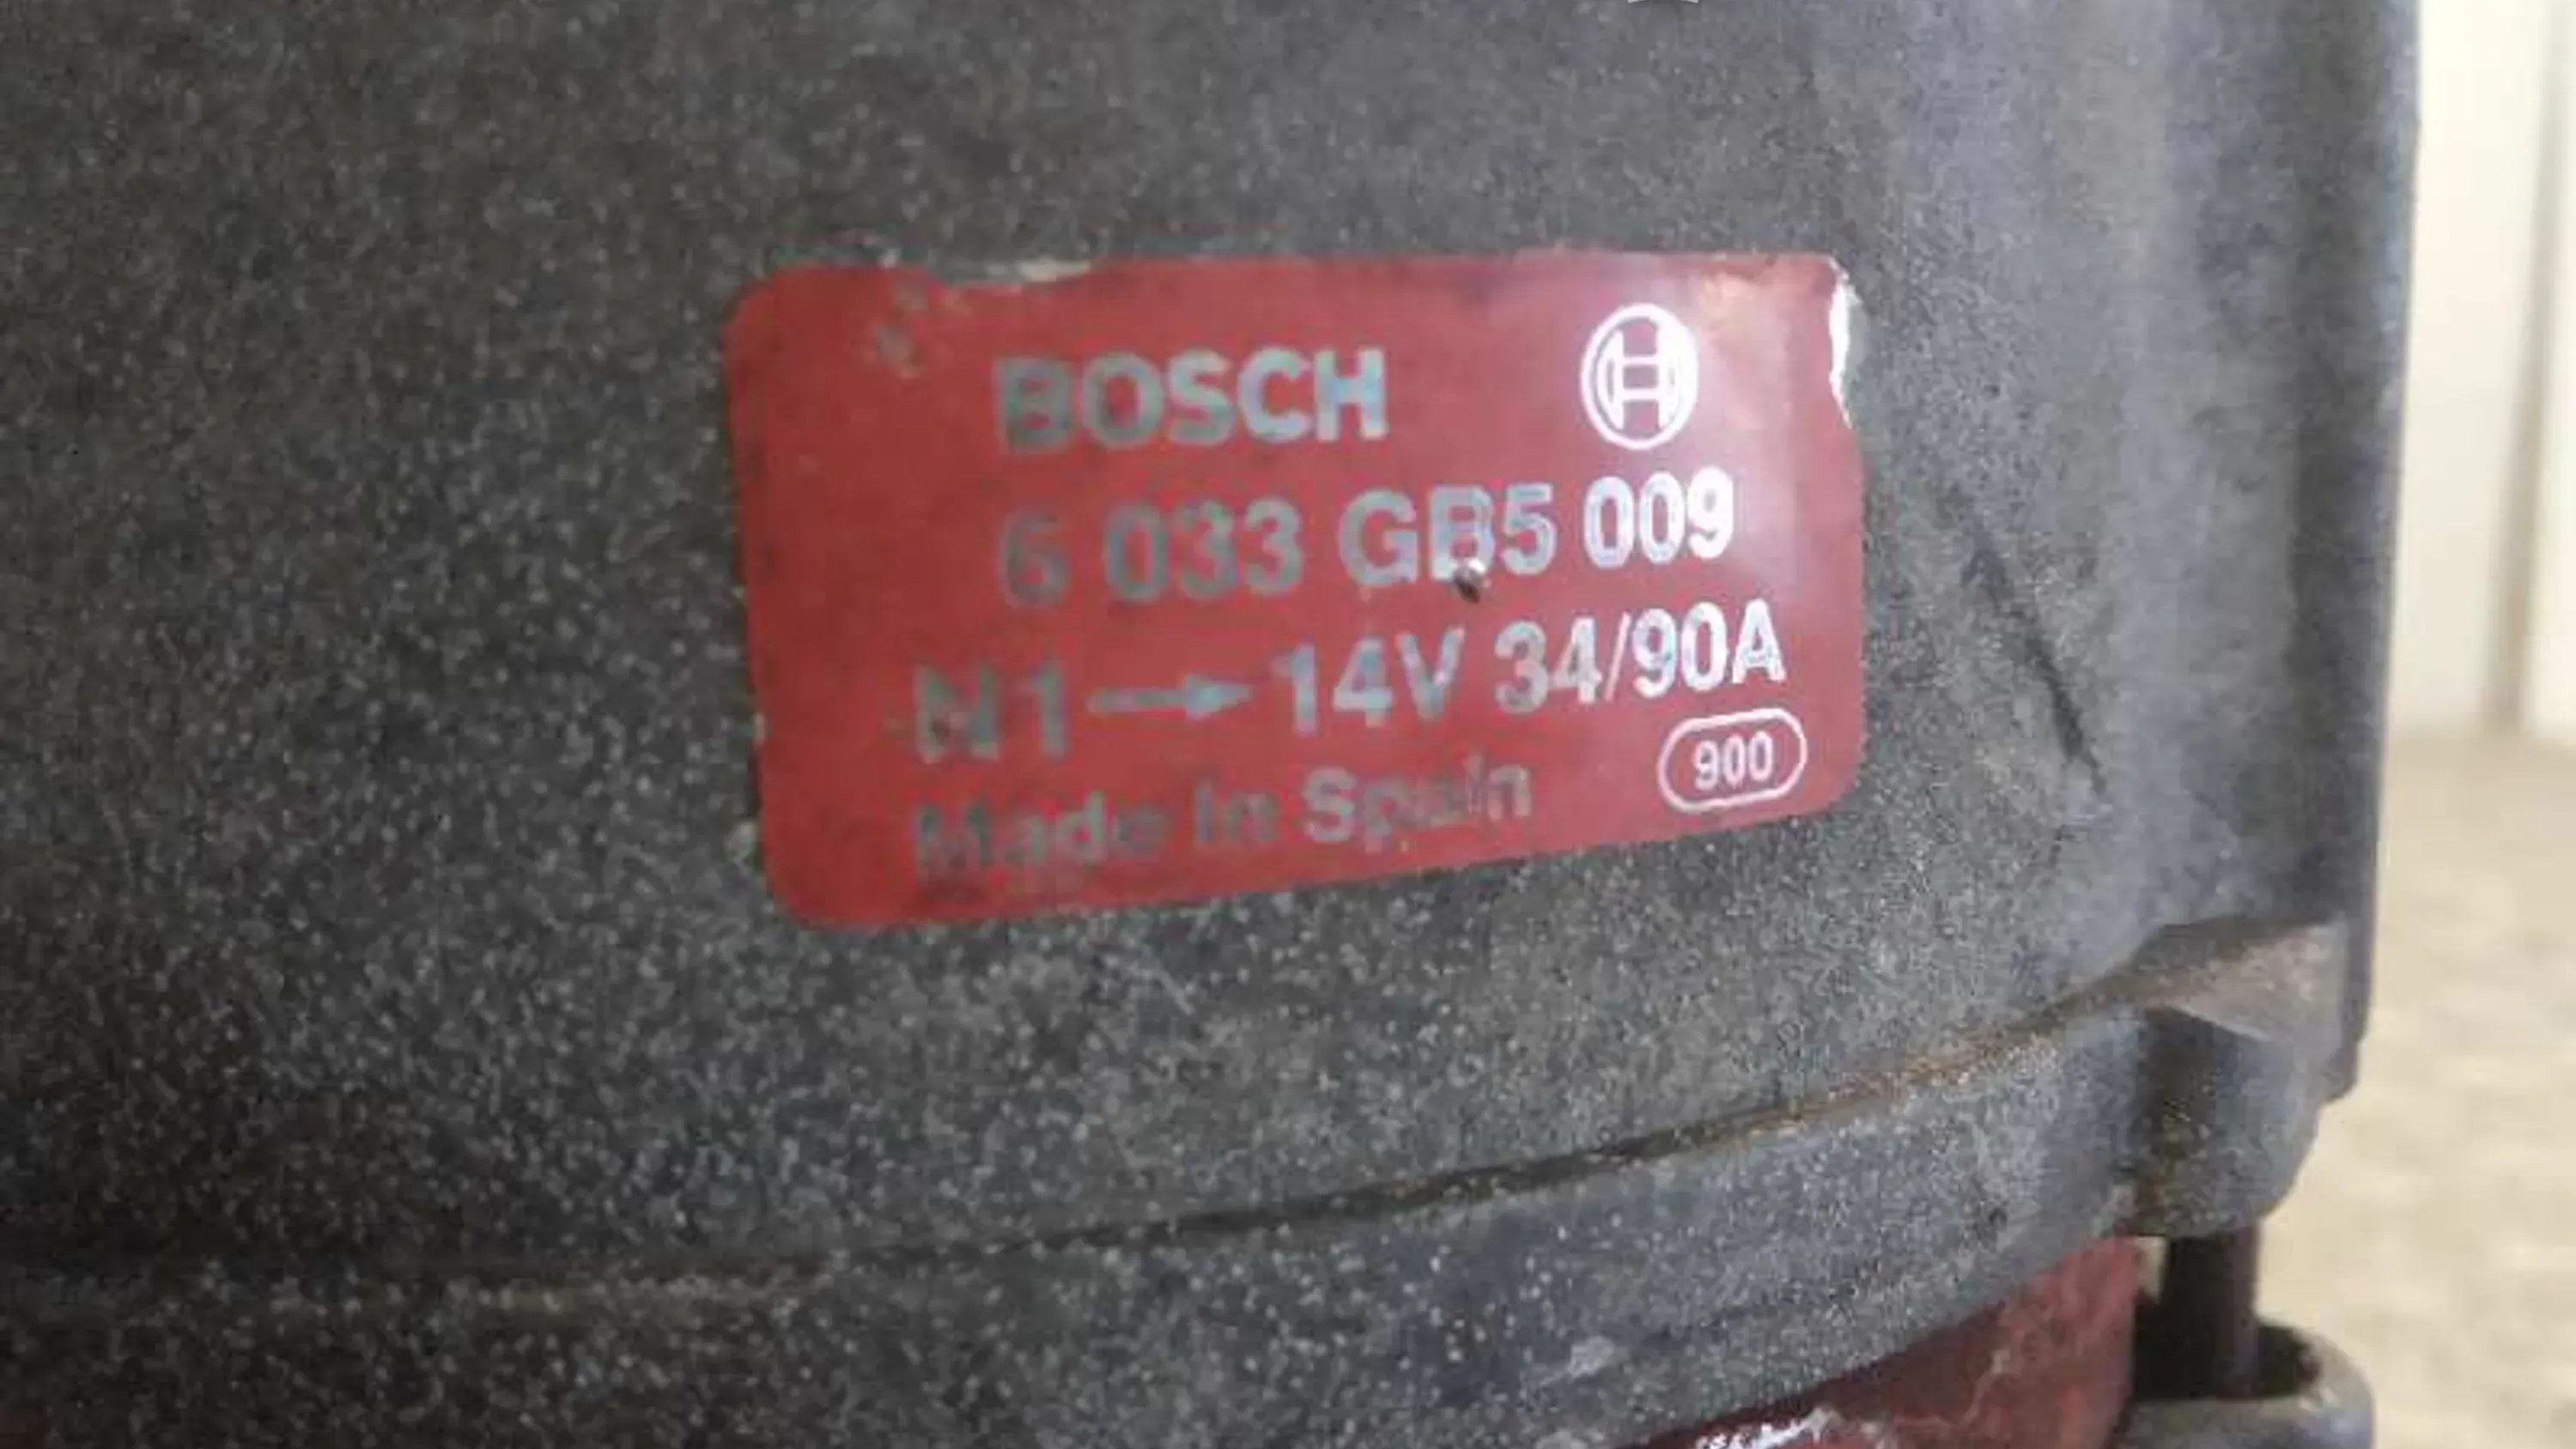 BOSCH
6 033 GB5 009
N1→14V 34/90A
Made in Spain
900